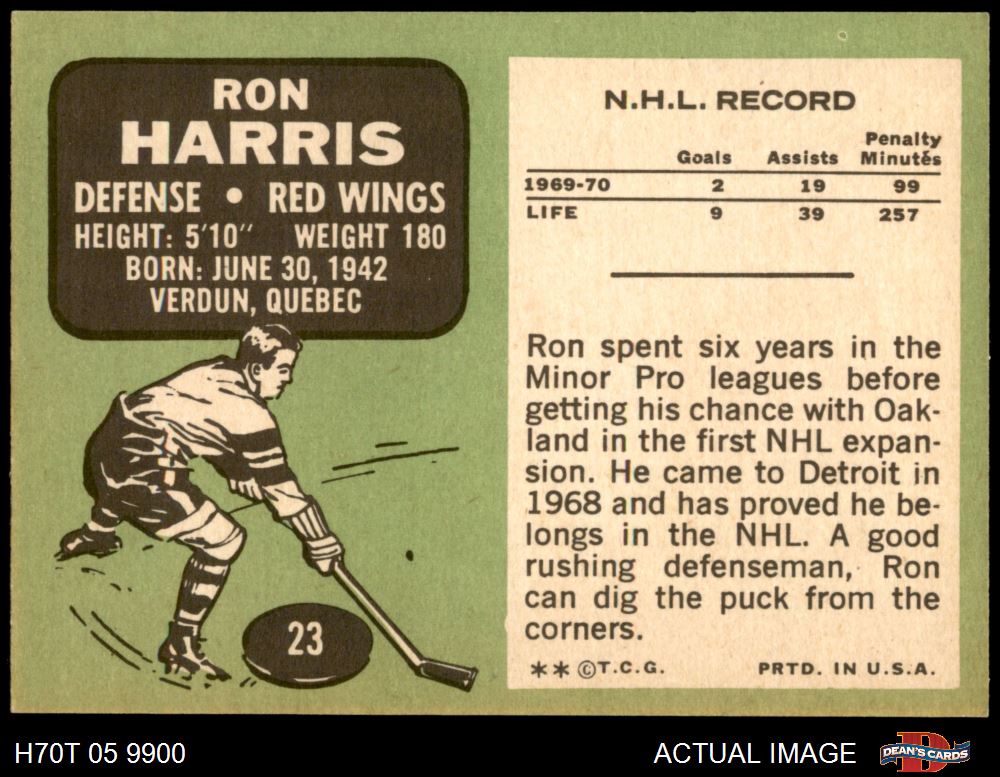 RON
HARRIS
DEFENSE • RED WINGS
HEIGHT: 5'10" WEIGHT 180
BORN: JUNE 30, 1942
VERDUN, QUEBEC
23
N.H.L. RECORD
Goals Assists Penalty Minutes
1969-70 2 19 99
LIFE 9 39 257
Ron spent six years in the
Minor Pro leagues before
getting his chance with Oak-
land in the first NHL expan-
sion. He came to Detroit in
1968 and has proved he be-
longs in the NHL. A good
rushing defenseman, Ron
can dig the puck from the
corners.
** ©T.C.G. PRTD. IN U.S.A.
H70T 05 9900 ACTUAL IMAGE D DEAN'S CARDS